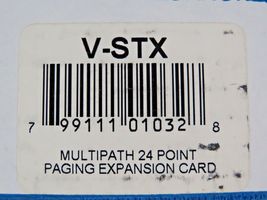 V-STX
7 99111 01032 8
MULTIPATH 24 POINT
PAGING EXPANSION CARD